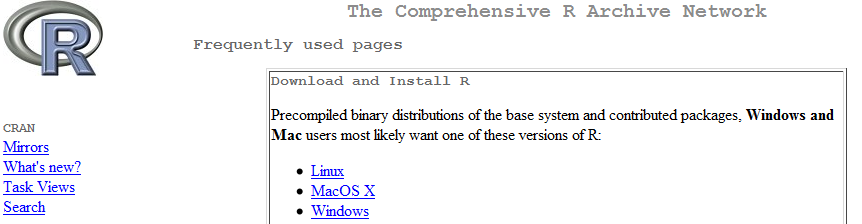 The Comprehensive R Archive Network
Frequently used pages
R
Download and Install R
Precompiled binary distributions of the base system and contributed packages, Windows and
Mac users most likely want one of these versions of R:
Linux
MacOS X
Windows
CRAN
Mirrors
What's new?
Task Views
Search